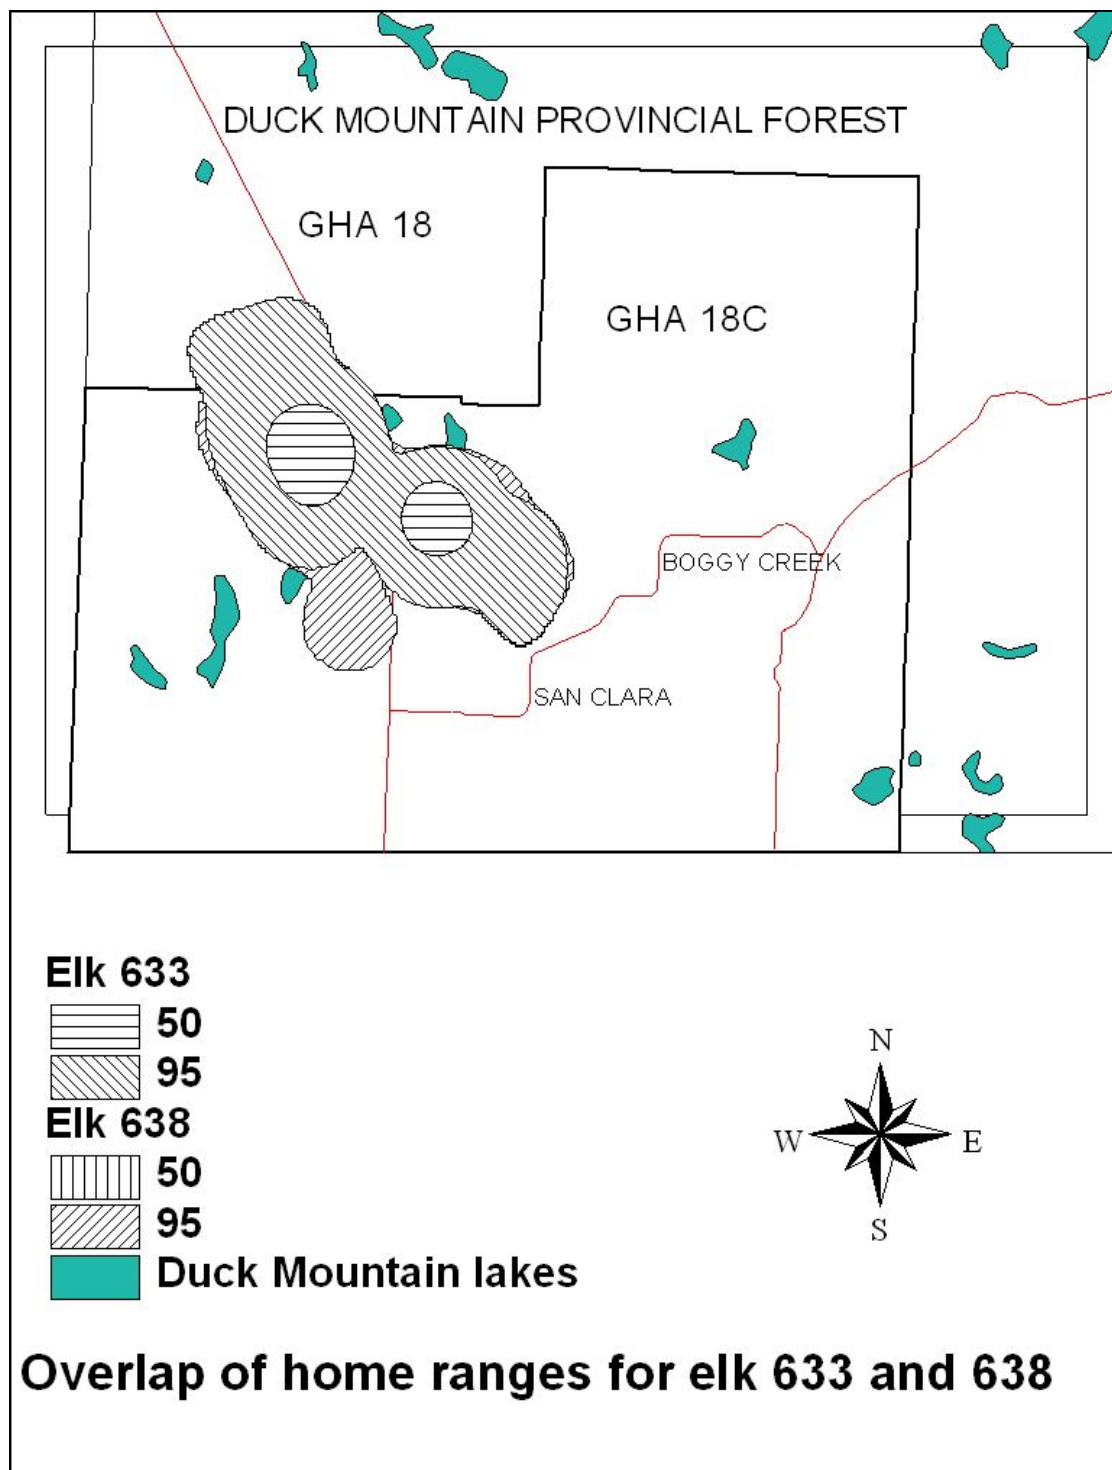 DUCK MOUNTAIN PROVINCIAL FOREST
GHA 18
GHA 18C
BOGGY CREEK
SAN CLARA
Elk 633
50
95
Elk 638
50
95
Duck Mountain lakes
N
W
E
S
Overlap of home ranges for elk 633 and 638